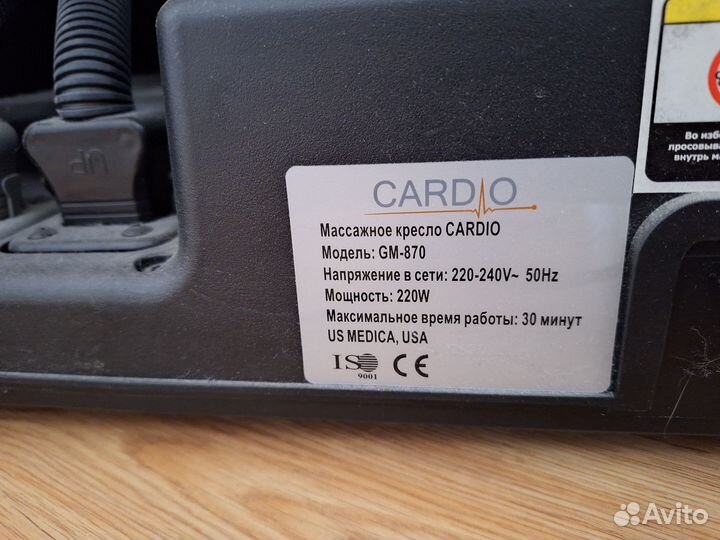 UP
CARDIO
Массажное кресло CARDIO
Модель: GM-870
Напряжение в сети: 220-240V~ 50Hz
Мощность: 220W
Максимальное время работы: 30 минут
US MEDICA, USA
ISO 9001 CE
Во избе
просовыва
внутрь м
Avito